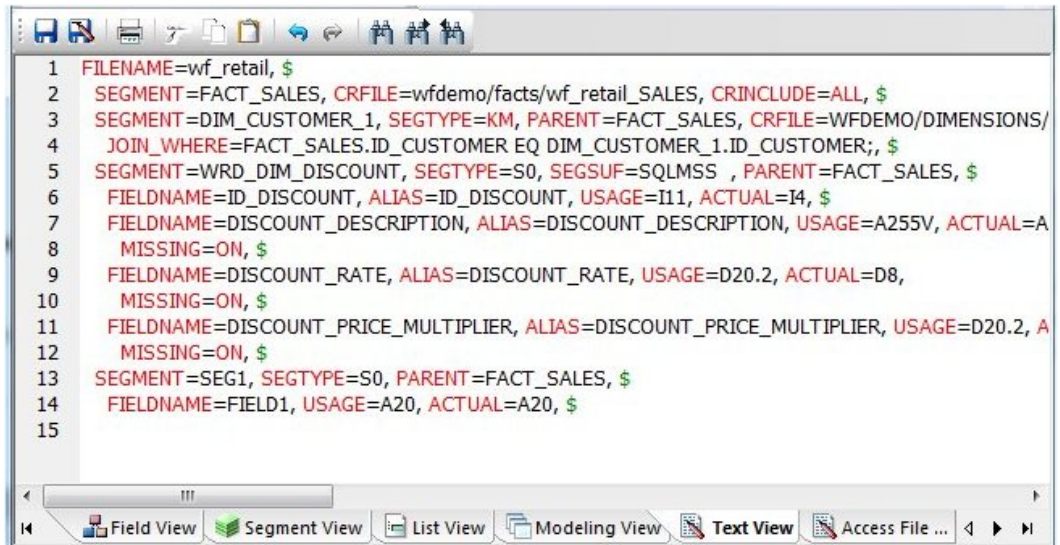 1 FILENAME=wf_retail, $
2 SEGMENT=FACT_SALES, CRFILE=wfdemo/facts/wf_retail_SALES, CRINCLUDE=ALL, $
3 SEGMENT=DIM_CUSTOMER_1, SEGTYPE=KM, PARENT=FACT_SALES, CRFILE=WFDEMO/DIMENSIONS/
4 JOIN_WHERE=FACT_SALES.ID_CUSTOMER EQ DIM_CUSTOMER_1.ID_CUSTOMER;, $
5 SEGMENT=WRD_DIM_DISCOUNT, SEGTYPE=S0, SEGSUF=SQLMSS , PARENT=FACT_SALES, $
6 FIELDNAME=ID_DISCOUNT, ALIAS=ID_DISCOUNT, USAGE=I11, ACTUAL=I4, $
7 FIELDNAME=DISCOUNT_DESCRIPTION, ALIAS=DISCOUNT_DESCRIPTION, USAGE=A255V, ACTUAL=A
8 MISSING=ON, $
9 FIELDNAME=DISCOUNT_RATE, ALIAS=DISCOUNT_RATE, USAGE=D20.2, ACTUAL=D8,
10 MISSING=ON, $
11 FIELDNAME=DISCOUNT_PRICE_MULTIPLIER, ALIAS=DISCOUNT_PRICE_MULTIPLIER, USAGE=D20.2, A
12 MISSING=ON, $
13 SEGMENT=SEG1, SEGTYPE=S0, PARENT=FACT_SALES, $
14 FIELDNAME=FIELD1, USAGE=A20, ACTUAL=A20, $
15
Field View Segment View List View Modeling View Text View Access File ...